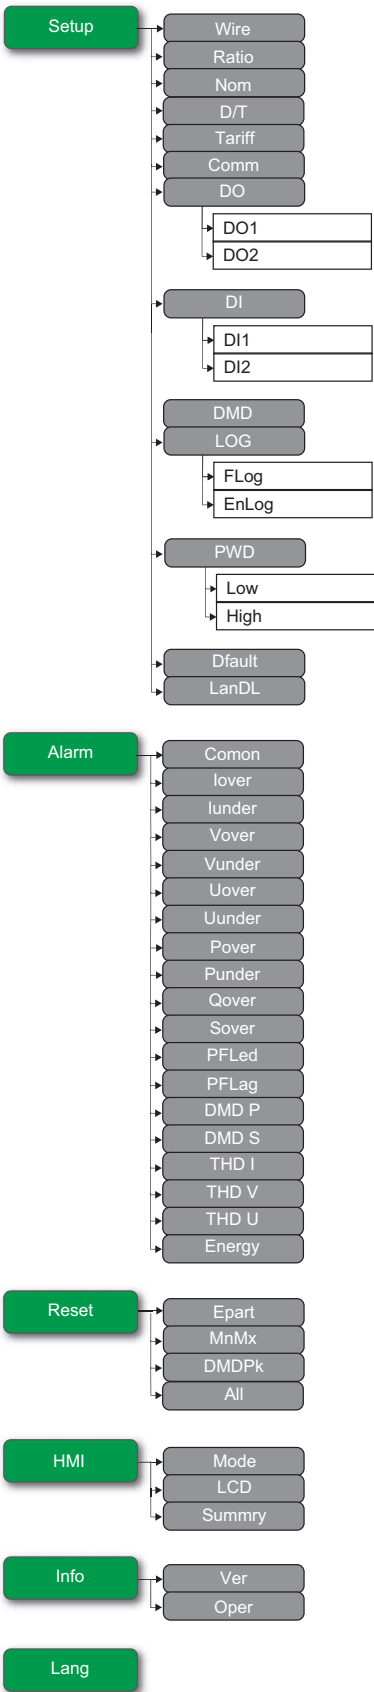 Setup
Wire
Ratio
Nom
D/T
Tariff
Comm
DO
DO1
DO2
DI
DI1
DI2
DMD
LOG
FLog
EnLog
PWD
Low
High
Dfault
LanDL
Alarm
Comon
Iover
Iunder
Vover
Vunder
Uover
Uunder
Pover
Punder
Qover
Sover
PFLed
PFLag
DMD P
DMD S
THD I
THD V
THD U
Energy
Reset
Epart
MnMx
DMDPk
All
HMI
Mode
LCD
Summry
Info
Ver
Oper
Lang